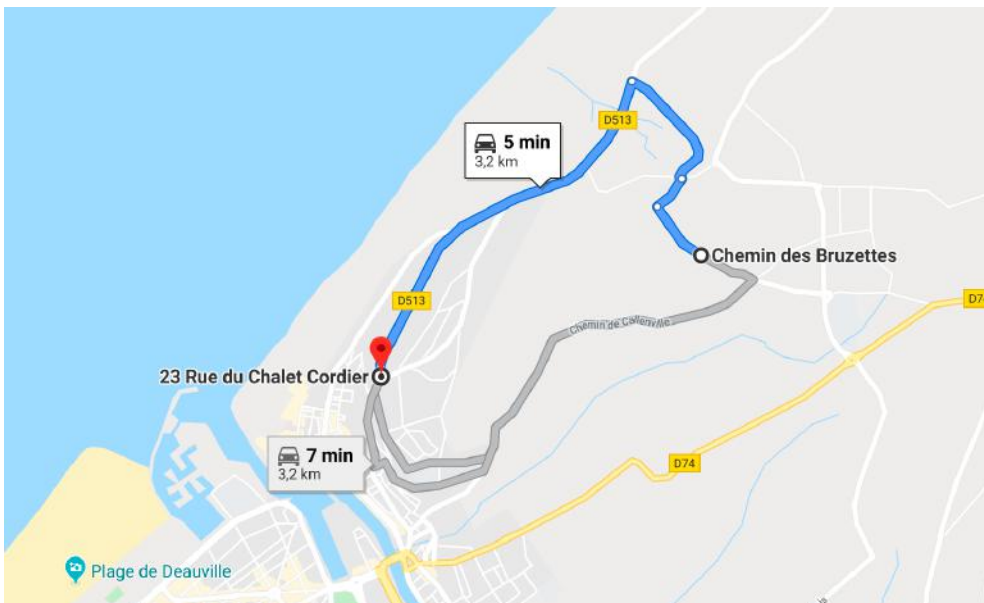 D513
5 min
3,2 km
Chemin des Bruzettes
D513
D74
Chemin de Callenville
23 Rue du Chalet Cordier
7 min
3,2 km
D74
Plage de Deauville